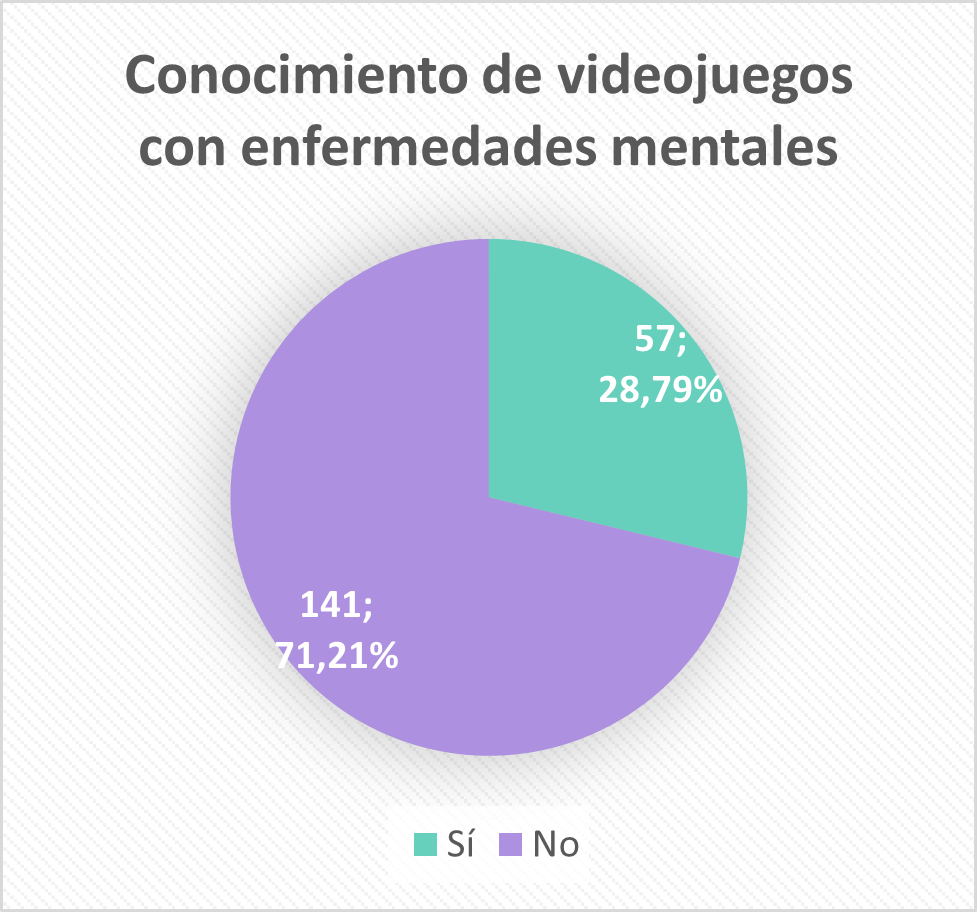 Conocimiento de videojuegos
con enfermedades mentales
57;
28,79%
141;
71,21%
Sí No